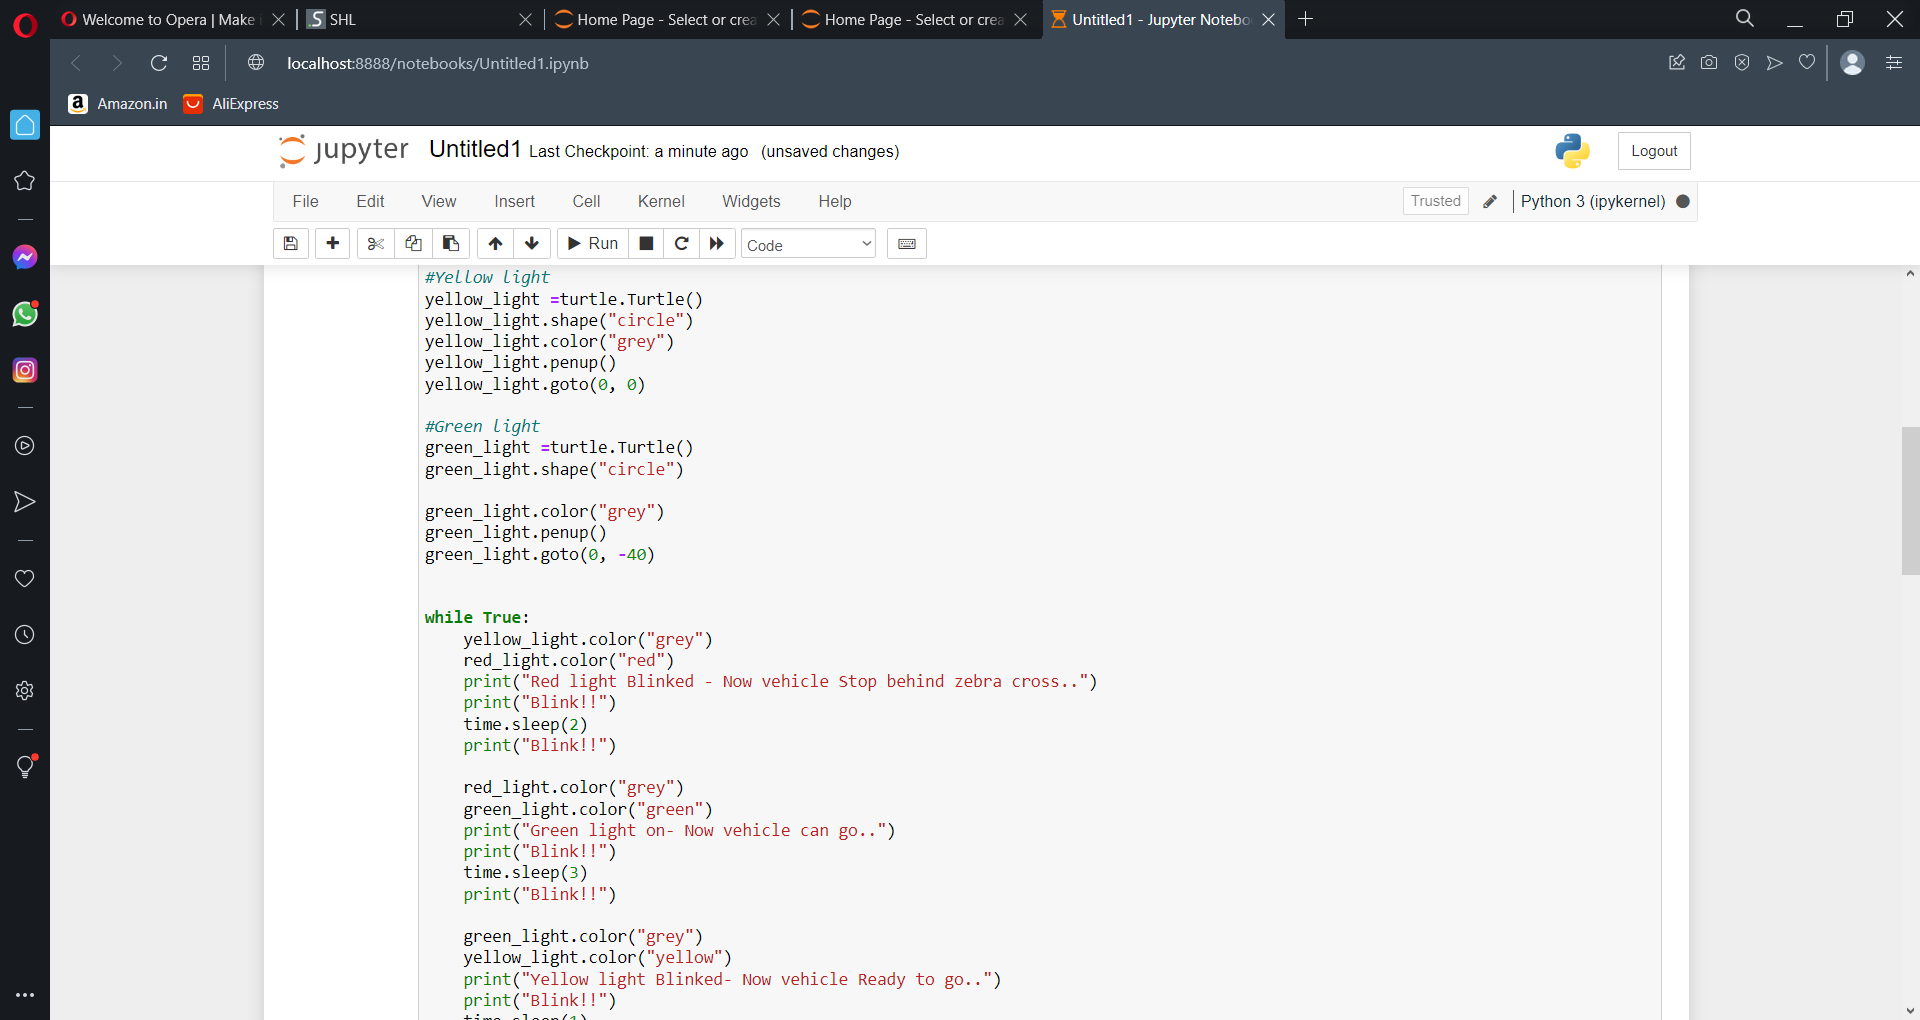 Welcome to Opera | Make
SHL
Home Page - Select or crea
Home Page - Select or crea
Untitled1 - Jupyter Notebo
localhost:8888/notebooks/Untitled1.ipynb
a Amazon.in AliExpress
jupyter Untitled1 Last Checkpoint: a minute ago (unsaved changes)
Logout
File Edit View Insert Cell Kernel Widgets Help
Trusted Python 3 (ipykernel)
Run Code
#Yellow light
yellow_light =turtle.Turtle()
yellow_light.shape("circle")
yellow_light.color("grey")
yellow_light.penup()
yellow_light.goto(0, 0)
#Green light
green_light =turtle.Turtle()
green_light.shape("circle")
green_light.color("grey")
green_light.penup()
green_light.goto(0, -40)
while True:
yellow_light.color("grey")
red_light.color("red")
print("Red light Blinked - Now vehicle Stop behind zebra cross..")
print("Blink!!")
time.sleep(2)
print("Blink!!")
red_light.color("grey")
green_light.color("green")
print("Green light on- Now vehicle can go..")
print("Blink!!")
time.sleep(3)
print("Blink!!")
green_light.color("grey")
yellow_light.color("yellow")
print("Yellow light Blinked- Now vehicle Ready to go..")
print("Blink!!")
time.sleep(1)